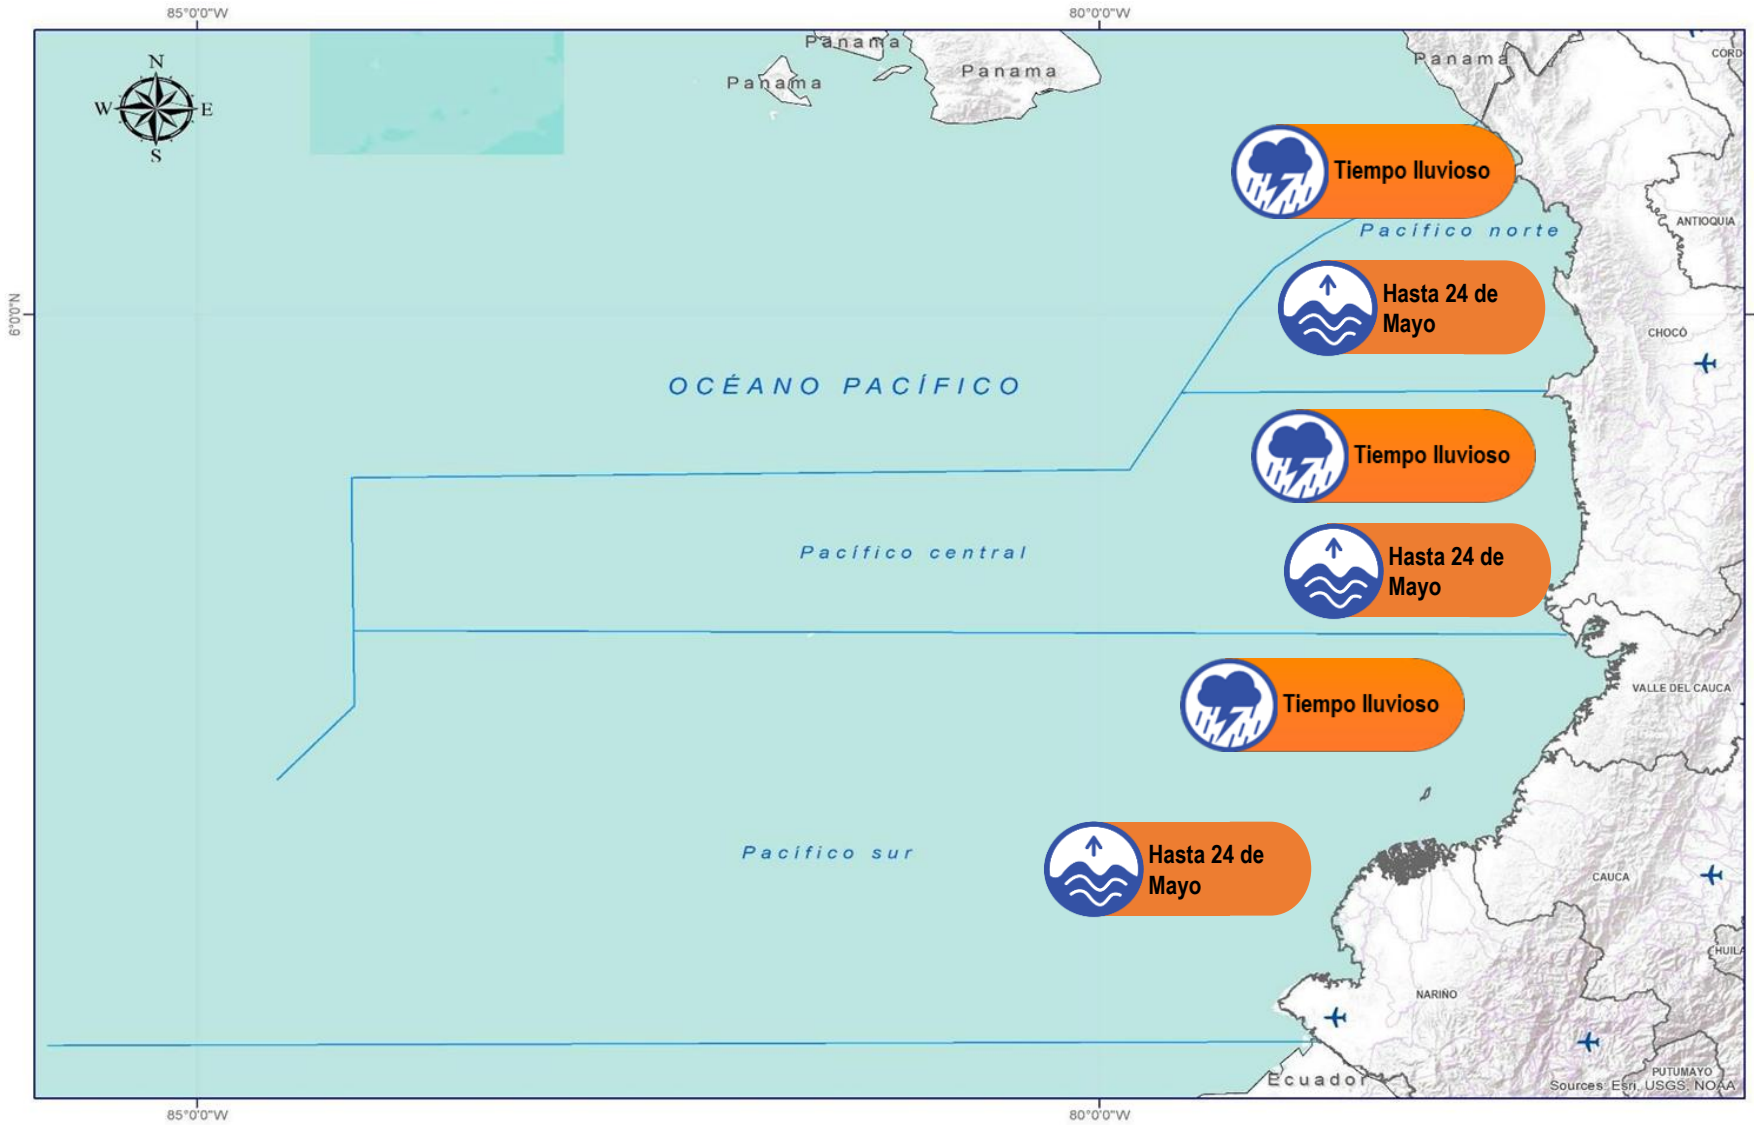 85°0'0"W
80°0'0"W
N
W
E
S
Panama
Panama
Panama
Panama
CORD
Tiempo lluvioso
ANTIOQUIA
Pacífico norte
Hasta 24 de
Mayo
6°0'0"N
CHOCÓ
OCÉANO PACÍFICO
Tiempo lluvioso
Pacífico central
Hasta 24 de
Mayo
VALLE DEL CAUCA
Tiempo lluvioso
Pacífico sur
Hasta 24 de
Mayo
CAUCA
HUILA
NARIÑO
PUTUMAYO
Ecuador
Sources: Esri, USGS, NOAA
85°0'0"W
80°0'0"W